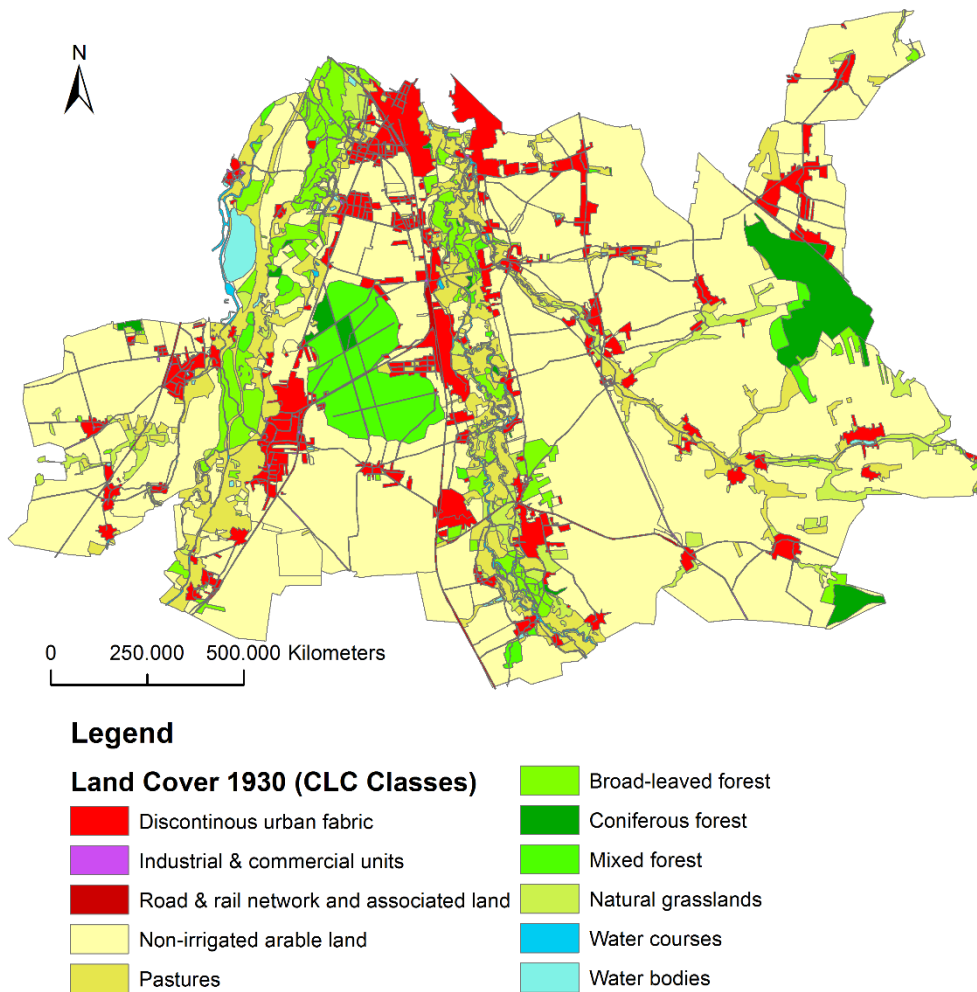 N
0 250.000 500.000 Kilometers
Legend
Land Cover 1930 (CLC Classes)
Discontinous urban fabric
Industrial & commercial units
Road & rail network and associated land
Non-irrigated arable land
Pastures
Broad-leaved forest
Coniferous forest
Mixed forest
Natural grasslands
Water courses
Water bodies